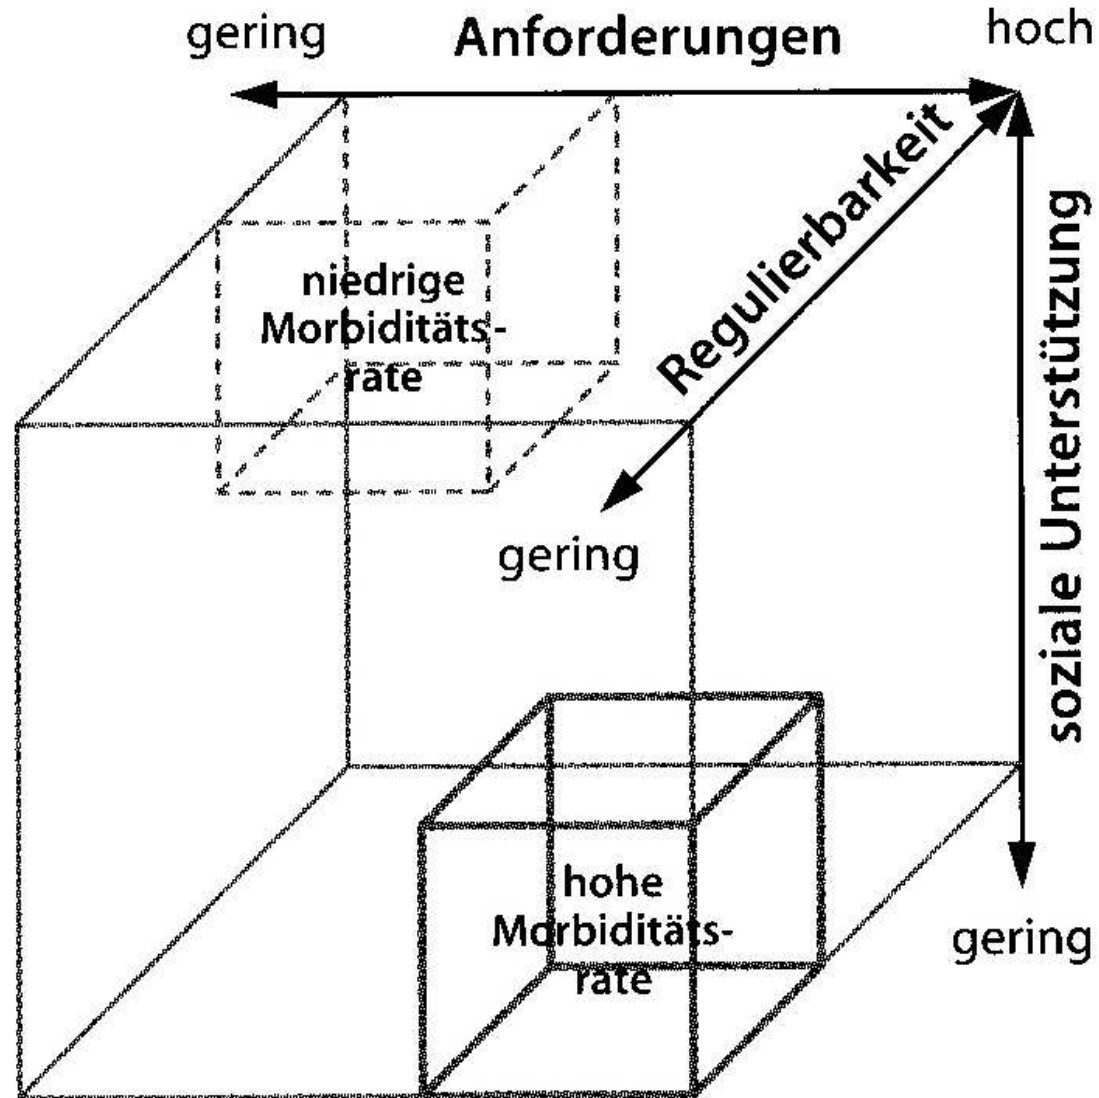 gering Anforderungen hoch
Regulierbarkeit
soziale Unterstützung
niedrige
Morbiditäts-
rate
gering
hohe
Morbiditäts-
rate
gering